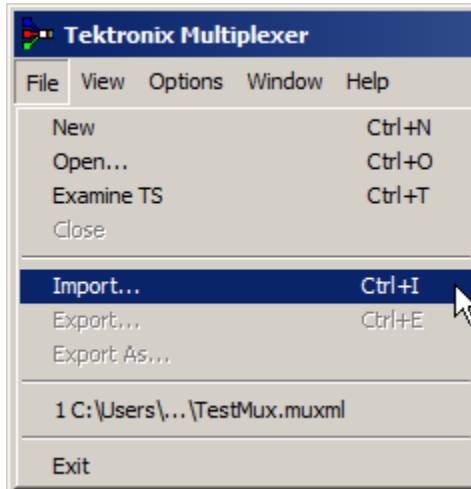 Tektronix Multiplexer
File View Options Window Help
New Ctrl+N
Open... Ctrl+O
Examine TS Ctrl+T
Close
Import... Ctrl+I
Export... Ctrl+E
Export As...
1 C:\Users\...\TestMux.muxml
Exit